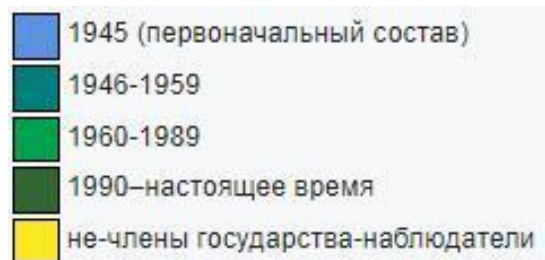 1945 (первоначальный состав)
1946-1959
1960-1989
1990–настоящее время
не-члены государства-наблюдатели